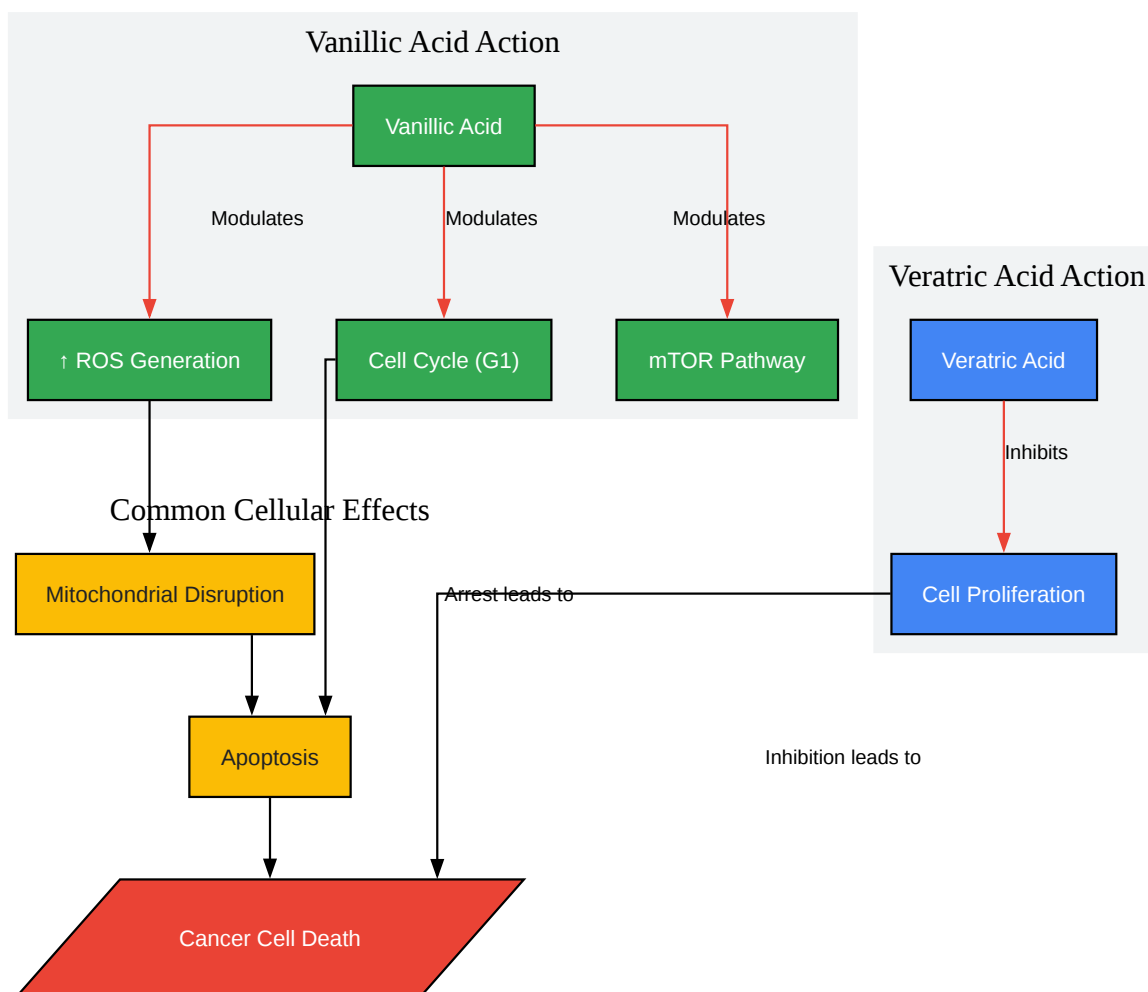 Vanillic Acid Action
Vanillic Acid
Modulates
Modulates
Modulates
Veratric Acid Action
↑ ROS Generation
Cell Cycle (G1)
mTOR Pathway
Veratric Acid
Inhibits
Common Cellular Effects
Mitochondrial Disruption
Arrest leads to
Cell Proliferation
Apoptosis
Inhibition leads to
Cancer Cell Death